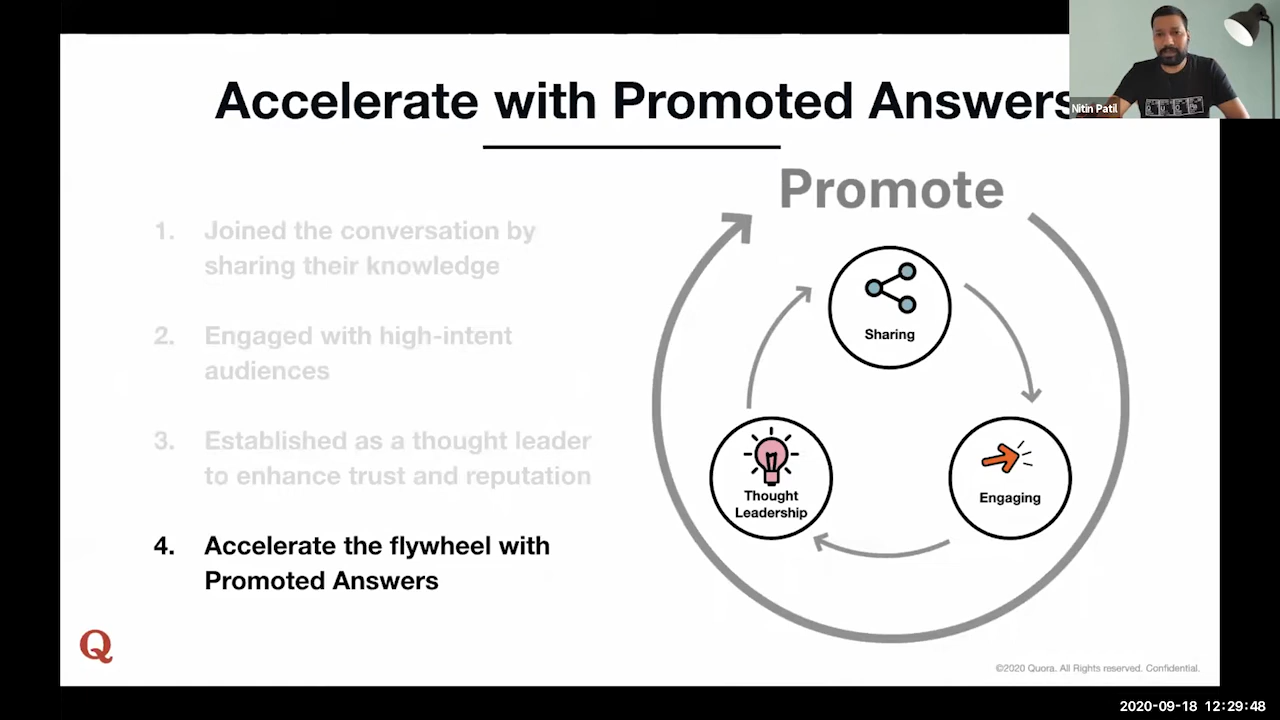 Accelerate with Promoted Answers
Nitin Patil
Promote
1. Joined the conversation by
sharing their knowledge
2. Engaged with high-intent
audiences
3. Established as a thought leader
to enhance trust and reputation
4. Accelerate the flywheel with
Promoted Answers
Sharing
Engaging
Thought
Leadership
Q
©2020 Quora. All Rights reserved. Confidential.
2020-09-18 12:29:48